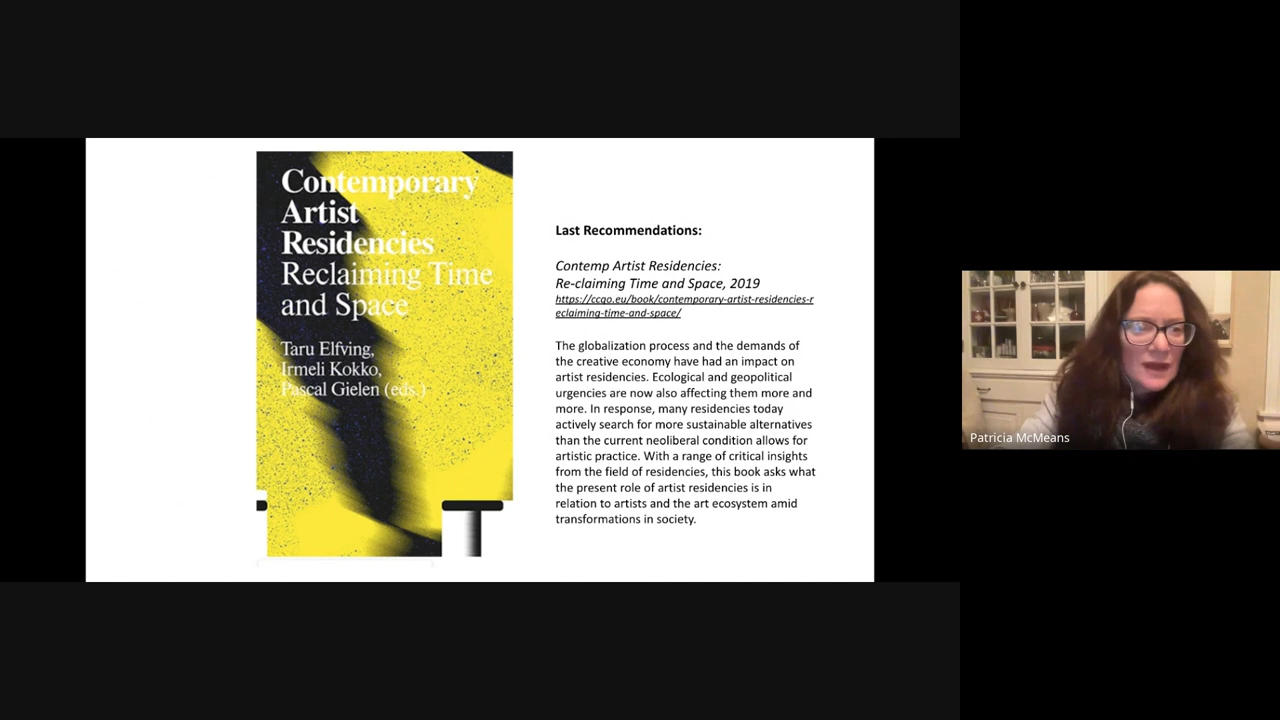 Contemporary
Artist
Residencies
Reclaiming Time
and Space
Taru Elfving,
Irmeli Kokko,
Pascal Gielen (eds.)
Last Recommendations:
Contemp Artist Residencies:
Re-claiming Time and Space, 2019
https://ccqo.eu/book/contemporary-artist-residencies-r
eclaiming-time-and-space/
The globalization process and the demands of
the creative economy have had an impact on
artist residencies. Ecological and geopolitical
urgencies are now also affecting them more and
more. In response, many residencies today
actively search for more sustainable alternatives
than the current neoliberal condition allows for
artistic practice. With a range of critical insights
from the field of residencies, this book asks what
the present role of artist residencies is in
relation to artists and the art ecosystem amid
transformations in society.
Patricia McMeans